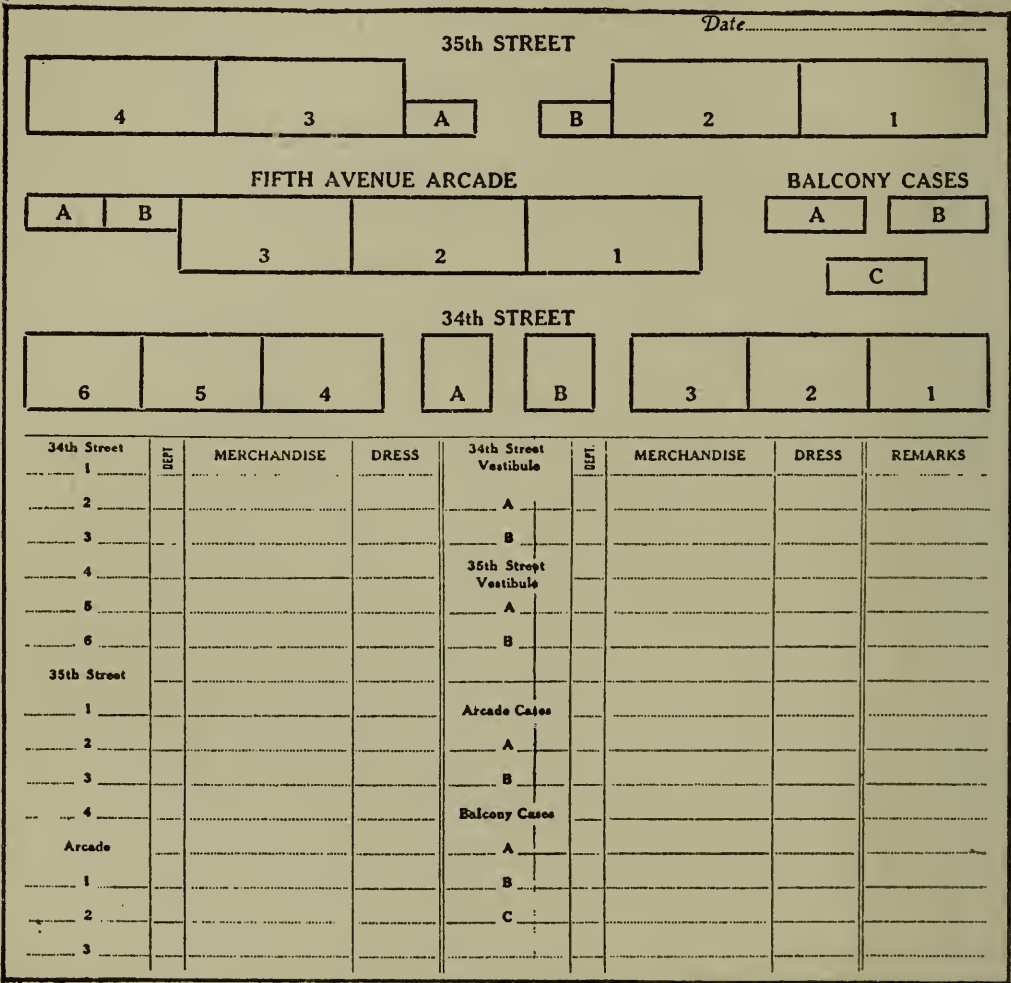 Date
35th STREET
4 3 A B 2 1
FIFTH AVENUE ARCADE BALCONY CASES
A B A B
3 2 1
C
34th STREET
6 5 4 A B 3 2 1
34th Street DEPT MERCHANDISE DRESS 34th Street Vestibule DEPT. MERCHANDISE DRESS REMARKS
1
2 A
3 B
4 35th Street Vestibule
5 A
6 B
35th Street
1 Arcade Cases
2 A
3 B
4 Balcony Cases
Arcade A
1 B
2 C
3